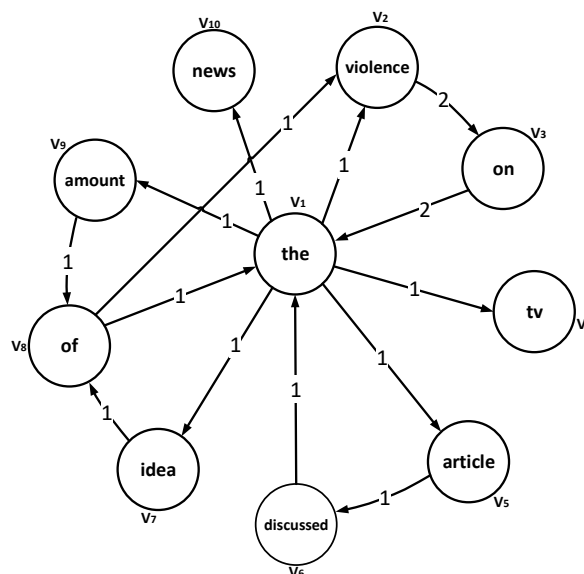 V10
news
V2
violence
1
2
V3
on
V9
amount
1
1
1
V1
the
2
1
V8
of
1
1
1
tv
V
1
1
1
idea
V7
discussed
V6
1
article
V5